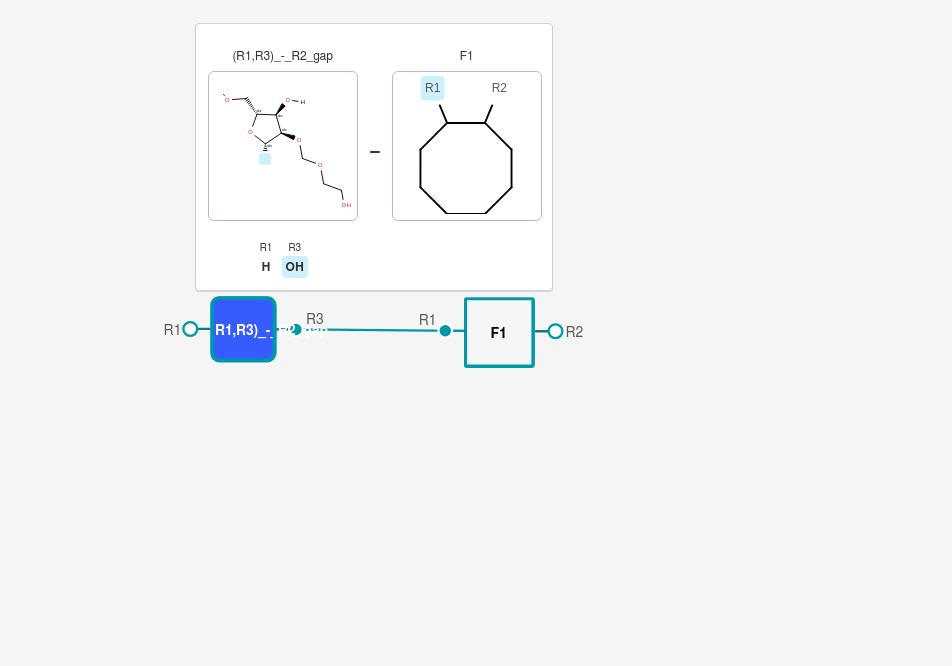 (R1,R3)_-_R2_gap F1
R1 R2
O
O H
O
O
O
OH
R1 R3
H OH
R1 R1,R3)_-_R2_gap R3 R1 F1 R2